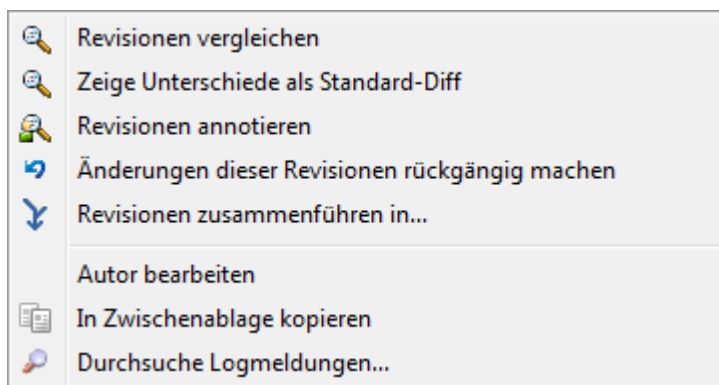 Revisionen vergleichen
Zeige Unterschiede als Standard-Diff
Revisionen annotieren
Änderungen dieser Revisionen rückgängig machen
Revisionen zusammenführen in...
Autor bearbeiten
In Zwischenablage kopieren
Durchsuche Logmeldungen...